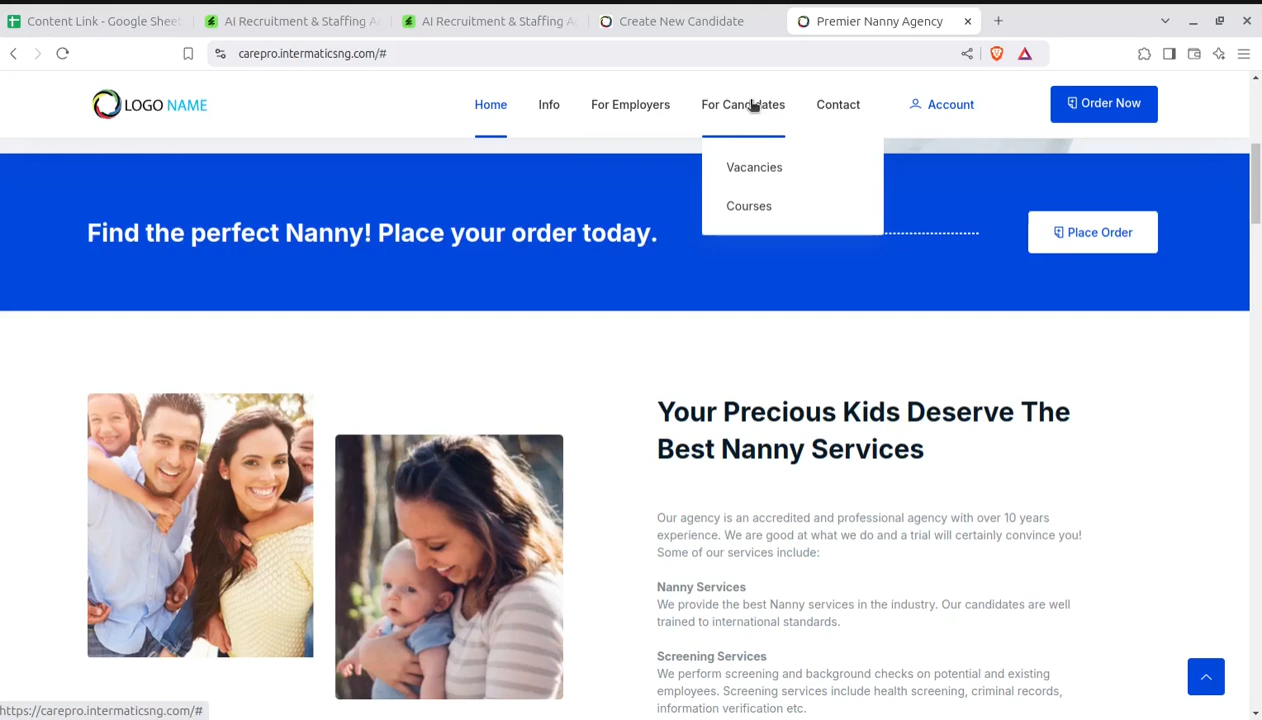 Content Link - Google Sheet
AI Recruitment & Staffing A
AI Recruitment & Staffing A
Create New Candidate
Premier Nanny Agency
carepro.intermaticsng.com/#
LOGO NAME
Home
Info
For Employers
For Candidates
Contact
Account
Order Now
Vacancies
Courses
Find the perfect Nanny! Place your order today.
Place Order
Your Precious Kids Deserve The
Best Nanny Services
Our agency is an accredited and professional agency with over 10 years
experience. We are good at what we do and a trial will certainly convince you!
Some of our services include:
Nanny Services
We provide the best Nanny services in the industry. Our candidates are well
trained to international standards.
Screening Services
We perform screening and background checks on potential and existing
employees. Screening services include health screening, criminal records,
information verification etc.
https://carepro.intermaticsng.com/#